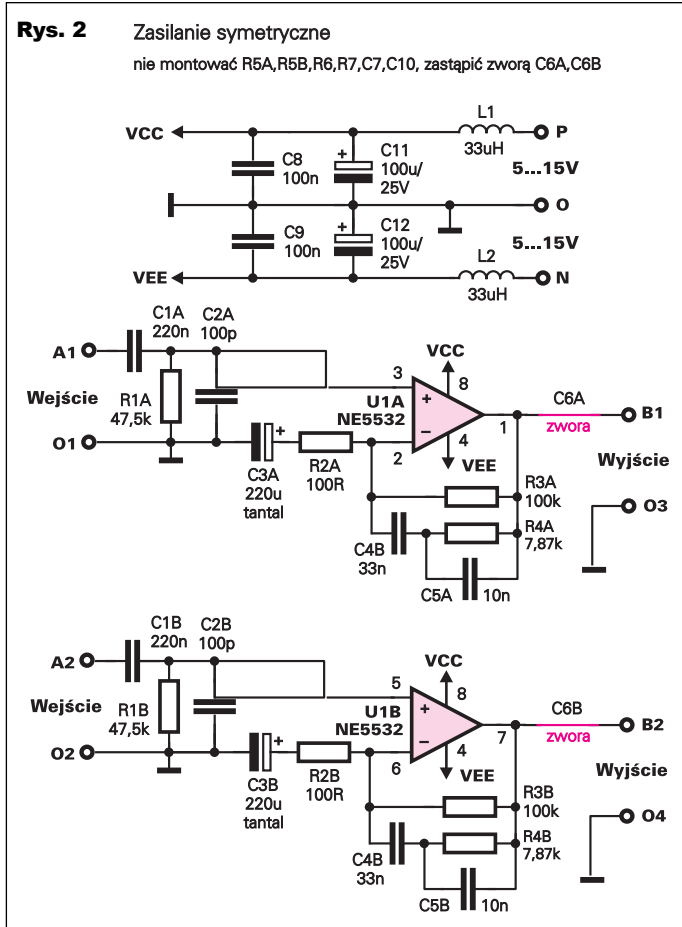 Rys. 2 Zasilanie symetryczne
nie montować R5A,R5B,R6,R7,C7,C10, zastąpić zworą C6A,C6B
L1
33uH
P
VCC
C8
100n
+
C11
100u/
25V
5...15V
O
C9
100n
+
C12
100u/
25V
5...15V
VEE
L2
33uH
N
C1A
220n
C2A
100p
A1
Wejście
R1A
47,5k
O1
+
C3A
220u
tantal
R2A
100R
3
2
U1A
NE5532
+
−
VCC
8
4
VEE
1
C6A
zwora
B1
Wyjście
O3
R3A
100k
R4A
7,87k
C4B
33n
C5A
10n
C1B
220n
C2B
100p
A2
Wejście
R1B
47,5k
O2
+
C3B
220u
tantal
R2B
100R
5
6
U1B
NE5532
+
−
VCC
8
4
VEE
7
C6B
zwora
B2
Wyjście
O4
R3B
100k
R4B
7,87k
C4B
33n
C5B
10n